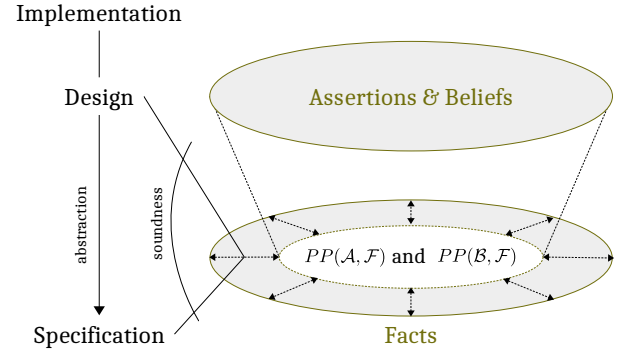 Implementation
Design
Assertions & Beliefs
abstraction
soundness
PP(𝒜, ℱ) and PP(ℬ, ℱ)
Specification
Facts